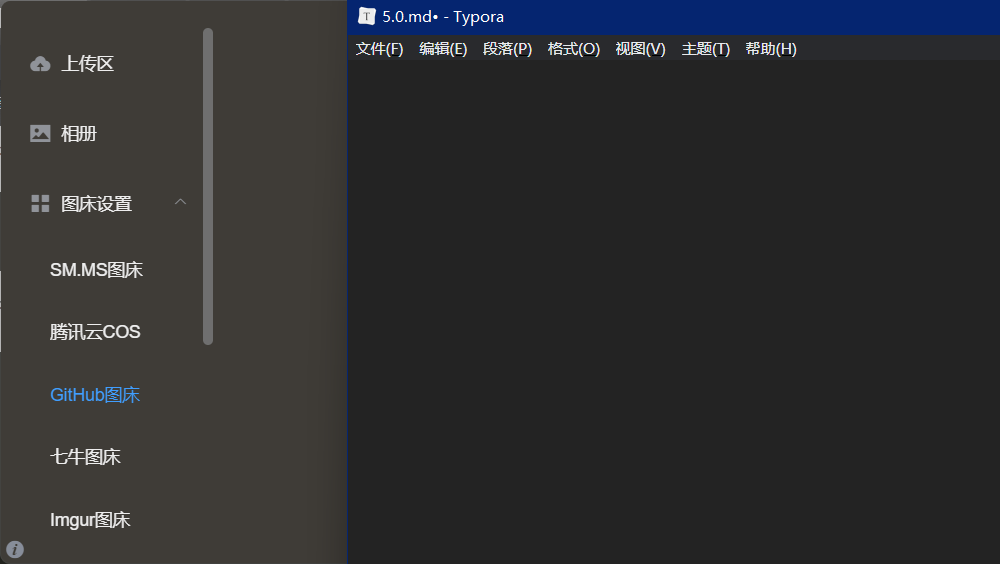 上传区
相册
图床设置
SM.MS图床
腾讯云COS
GitHub图床
七牛图床
Imgur图床
5.0.md• - Typora
文件(F) 编辑(E) 段落(P) 格式(O) 视图(V) 主题(T) 帮助(H)